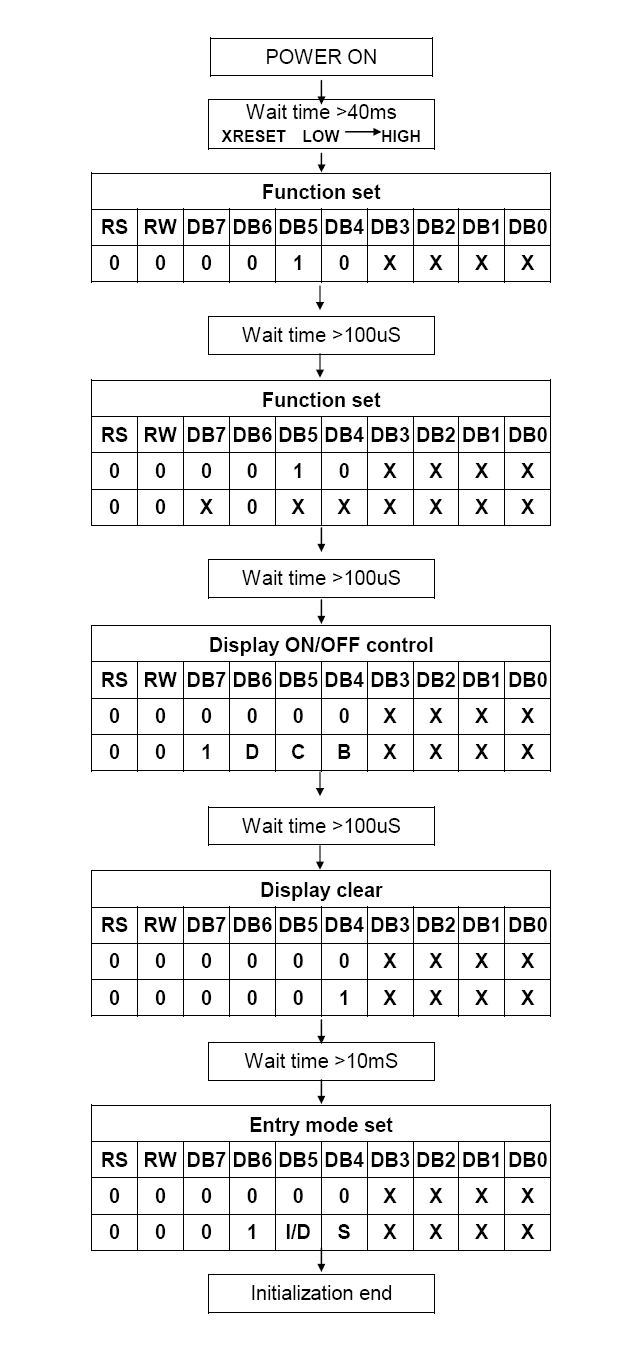 POWER ON
Wait time >40ms
XRESET LOW HIGH
Function set
RS RW DB7 DB6 DB5 DB4 DB3 DB2 DB1 DB0
0 0 0 0 1 0 X X X X
Wait time >100uS
Function set
RS RW DB7 DB6 DB5 DB4 DB3 DB2 DB1 DB0
0 0 0 0 1 0 X X X X
0 0 X 0 X X X X X X
Wait time >100uS
Display ON/OFF control
RS RW DB7 DB6 DB5 DB4 DB3 DB2 DB1 DB0
0 0 0 0 0 0 X X X X
0 0 1 D C B X X X X
Wait time >100uS
Display clear
RS RW DB7 DB6 DB5 DB4 DB3 DB2 DB1 DB0
0 0 0 0 0 0 X X X X
0 0 0 0 0 1 X X X X
Wait time >10mS
Entry mode set
RS RW DB7 DB6 DB5 DB4 DB3 DB2 DB1 DB0
0 0 0 0 0 0 X X X X
0 0 0 1 I/D S X X X X
Initialization end